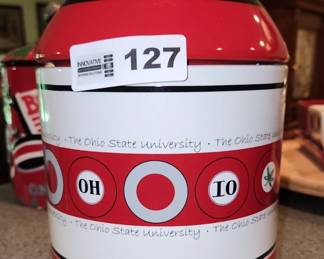 INNOVATIVE
127
The Ohio State University · The Ohio State University
OH IO
University · The Ohio State University · The Ohio State University